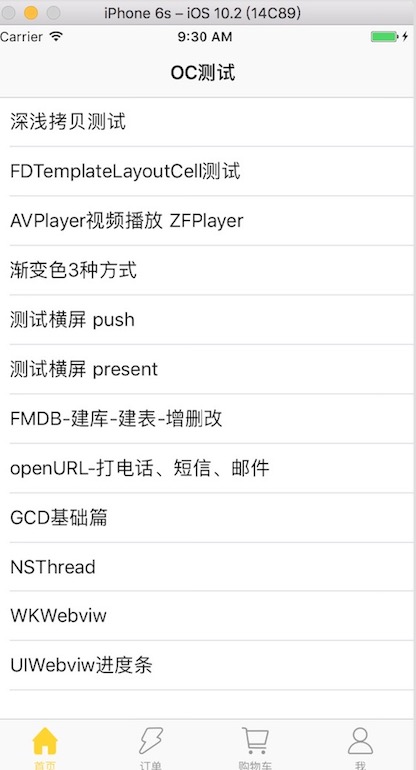 iPhone 6s – iOS 10.2 (14C89)
Carrier 9:30 AM
OC测试
深浅拷贝测试
FDTemplateLayoutCell测试
AVPlayer视频播放 ZFPlayer
渐变色3种方式
测试横屏 push
测试横屏 present
FMDB-建库-建表-增删改
openURL-打电话、短信、邮件
GCD基础篇
NSThread
WKWebviw
UIWebviw进度条
首页 订单 购物车 我